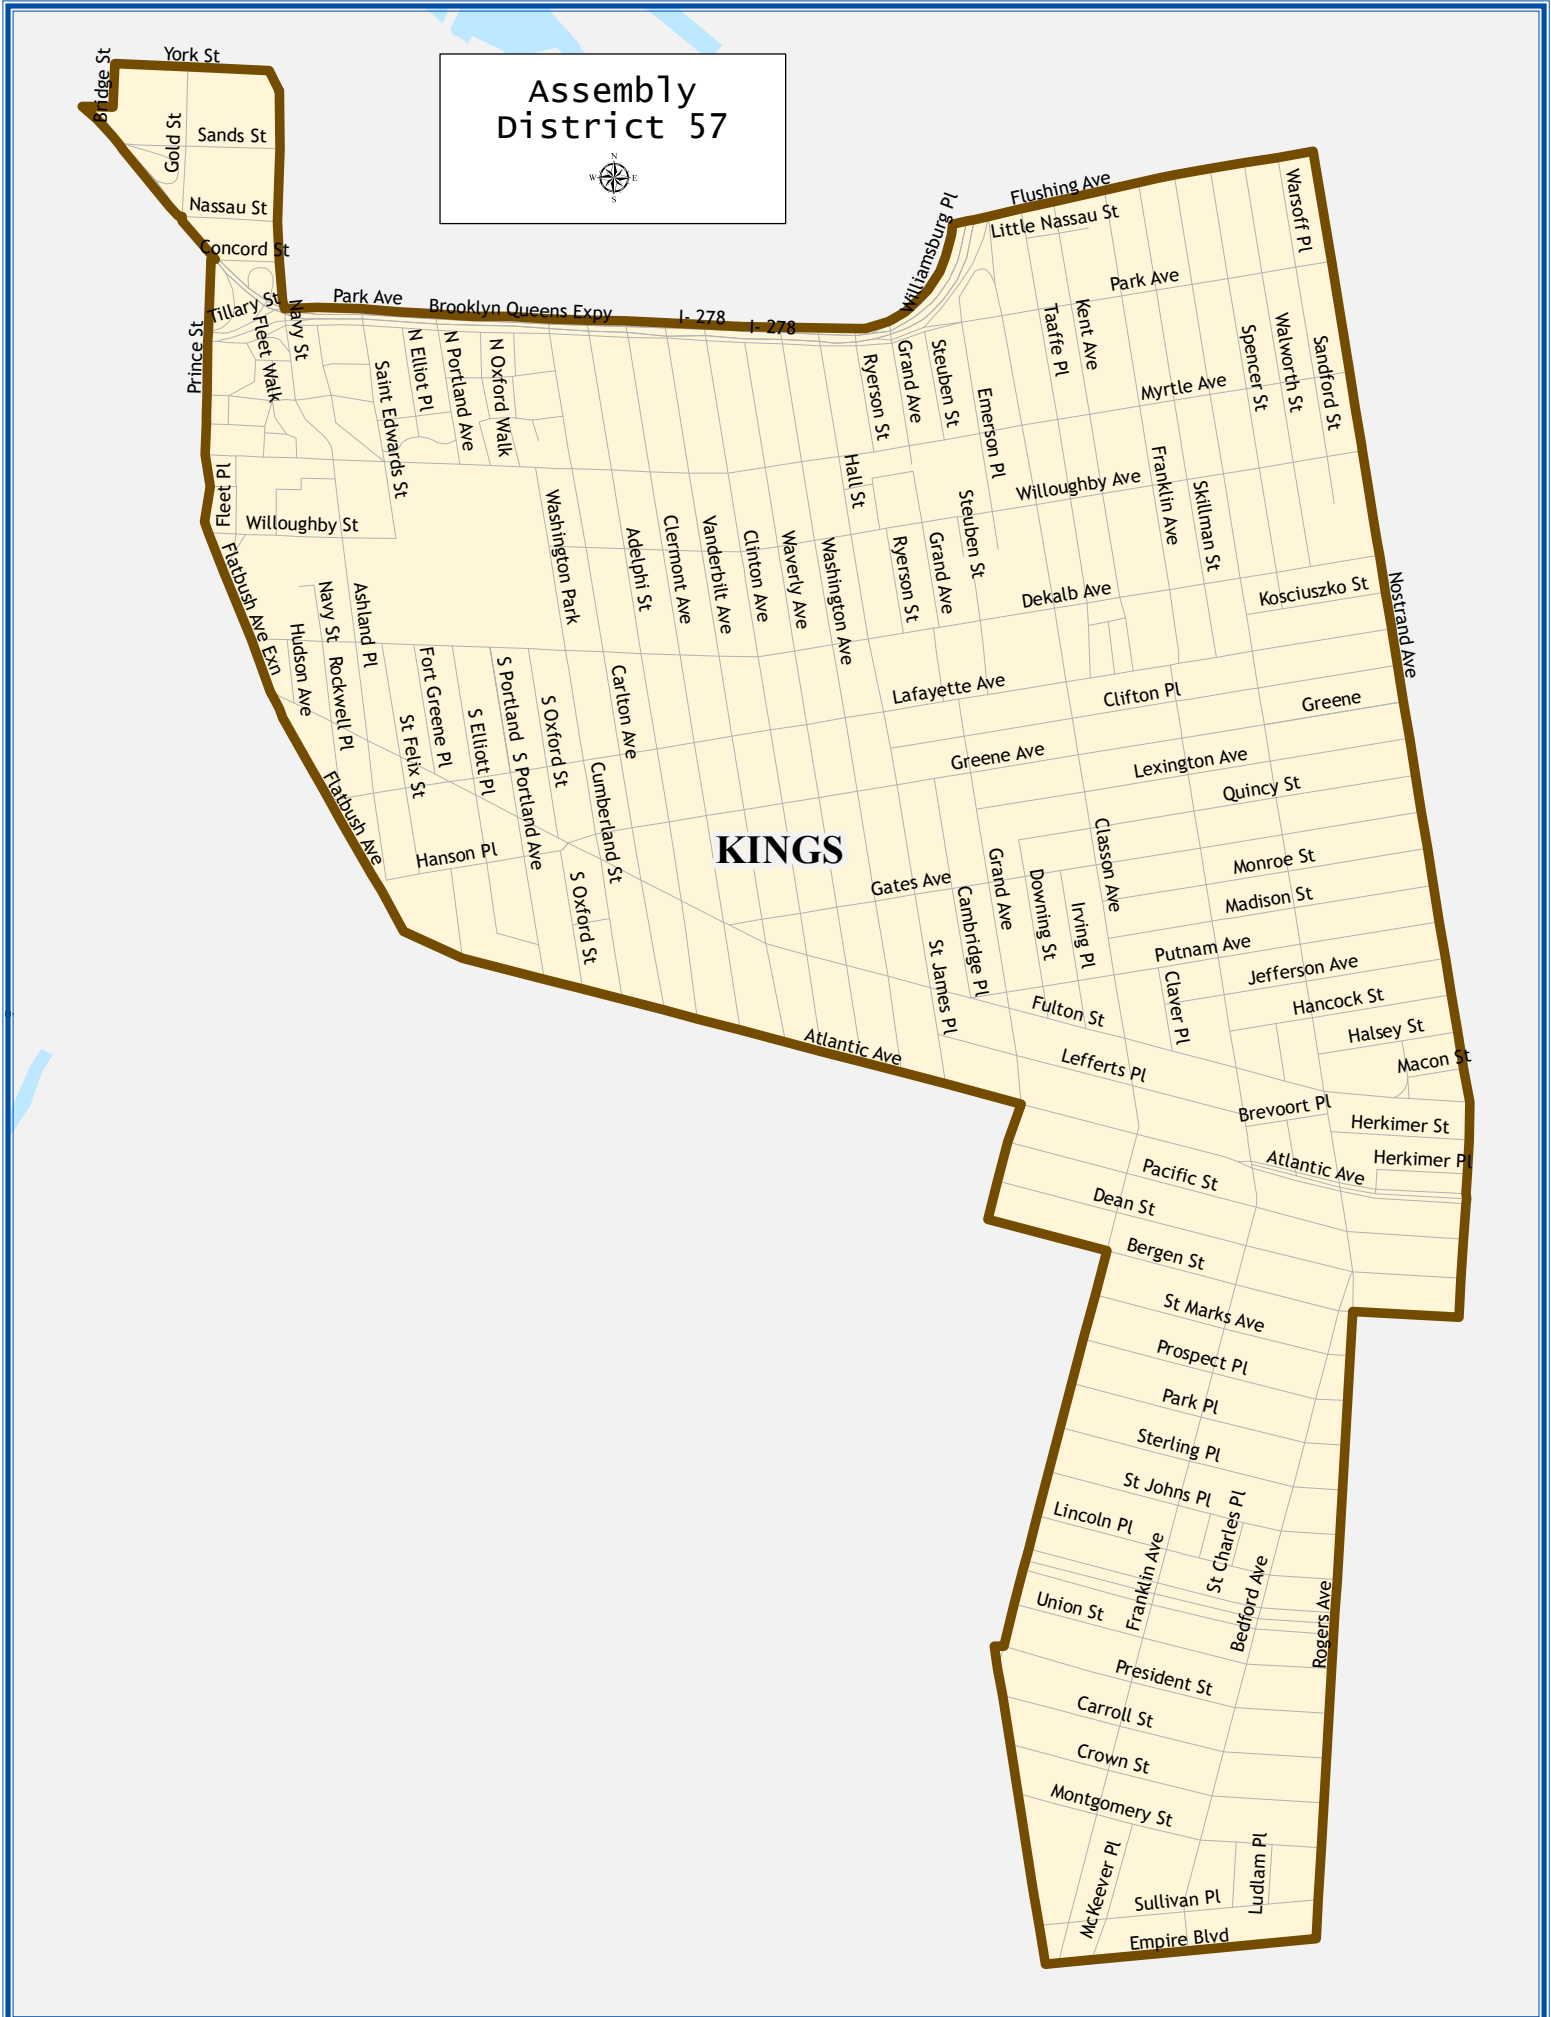 Assembly
District 57
N
W
E
S
York St
Bridge St
Gold St
Sands St
Nassau St
Concord St
Tillary St
Prince St
Fleet Walk
Navy St
Park Ave
Brooklyn Queens Expy
I- 278
I- 278
Williamsburg Pl
Flushing Ave
Little Nassau St
Warsoff Pl
Park Ave
Taaffe Pl
Kent Ave
Saint Edwards St
N Elliot Pl
N Portland Ave
N Oxford Walk
Ryerson St
Grand Ave
Steuben St
Emerson Pl
Myrtle Ave
Spencer St
Walworth St
Sandford St
Fleet Pl
Willoughby St
Hall St
Willoughby Ave
Franklin Ave
Skillman St
Washington Park
Adelphi St
Clermont Ave
Vanderbilt Ave
Clinton Ave
Waverly Ave
Washington Ave
Ryerson St
Grand Ave
Steuben St
Dekalb Ave
Kosciuszko St
Nostrand Ave
Flatbush Ave Exn
Hudson Ave
Navy St
Rockwell Pl
Ashland Pl
Fort Greene Pl
St Felix St
S Elliott Pl
S Portland
S Portland Ave
S Oxford St
Carlton Ave
Cumberland St
Lafayette Ave
Clifton Pl
Greene
Greene Ave
Lexington Ave
Quincy St
Flatbush Ave
Hanson Pl
S Oxford St
KINGS
Gates Ave
Grand Ave
Cambridge Pl
Downing St
Irving Pl
Classon Ave
Monroe St
Madison St
Putnam Ave
Jefferson Ave
Hancock St
Halsey St
Macon St
Claver Pl
St James Pl
Fulton St
Atlantic Ave
Lefferts Pl
Brevoort Pl
Herkimer St
Herkimer Pl
Atlantic Ave
Pacific St
Dean St
Bergen St
St Marks Ave
Prospect Pl
Park Pl
Sterling Pl
St Johns Pl
Lincoln Pl
St Charles Pl
Franklin Ave
Bedford Ave
Rogers Ave
Union St
President St
Carroll St
Crown St
Montgomery St
McKeever Pl
Ludlam Pl
Sullivan Pl
Empire Blvd